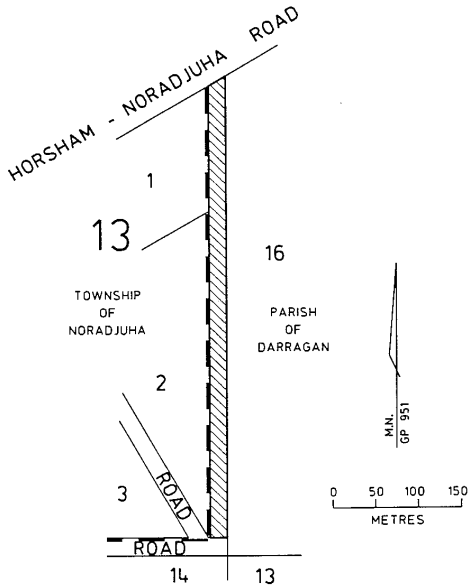 HORSHAM - NORADJUHA ROAD
1
13
16
TOWNSHIP
OF
NORADJUHA
PARISH
OF
DARRAGAN
2
M.N.
GP 951
3
ROAD
0 50 100 150
METRES
ROAD
14 13